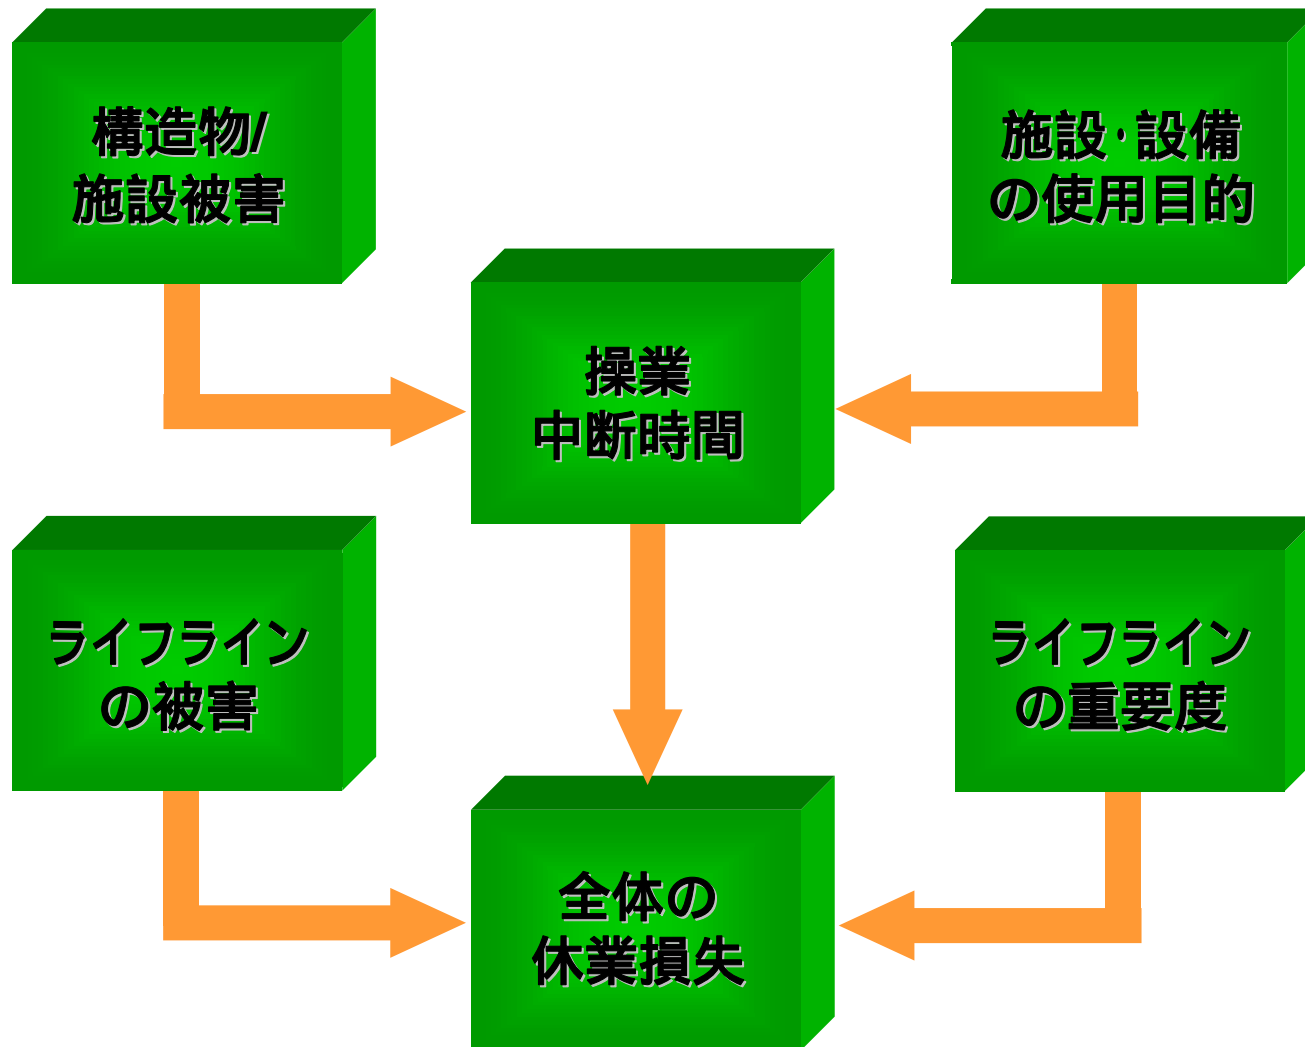 構造物/
施設被害
施設･設備
の使用目的
操業
中断時間
ライフライン
の被害
ライフライン
の重要度
全体の
休業損失